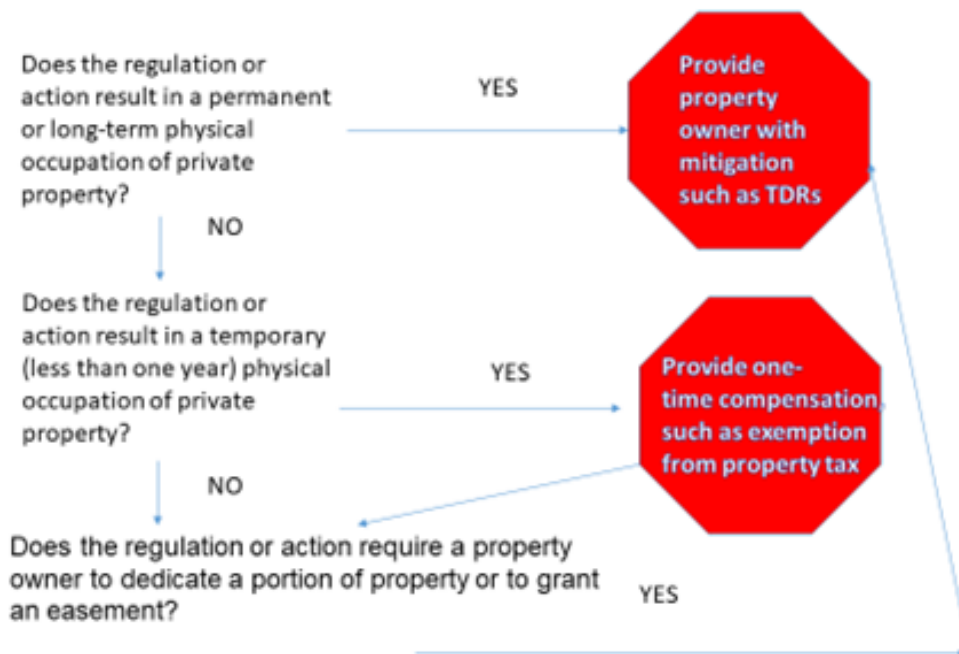 Does the regulation or
action result in a permanent
or long-term physical
occupation of private
property?
YES
Provide
property
owner with
mitigation
such as TDRs
NO
Does the regulation or
action result in a temporary
(less than one year) physical
occupation of private
property?
YES
Provide one-
time compensation,
such as exemption
from property tax
NO
Does the regulation or action require a property
owner to dedicate a portion of property or to grant
an easement?
YES